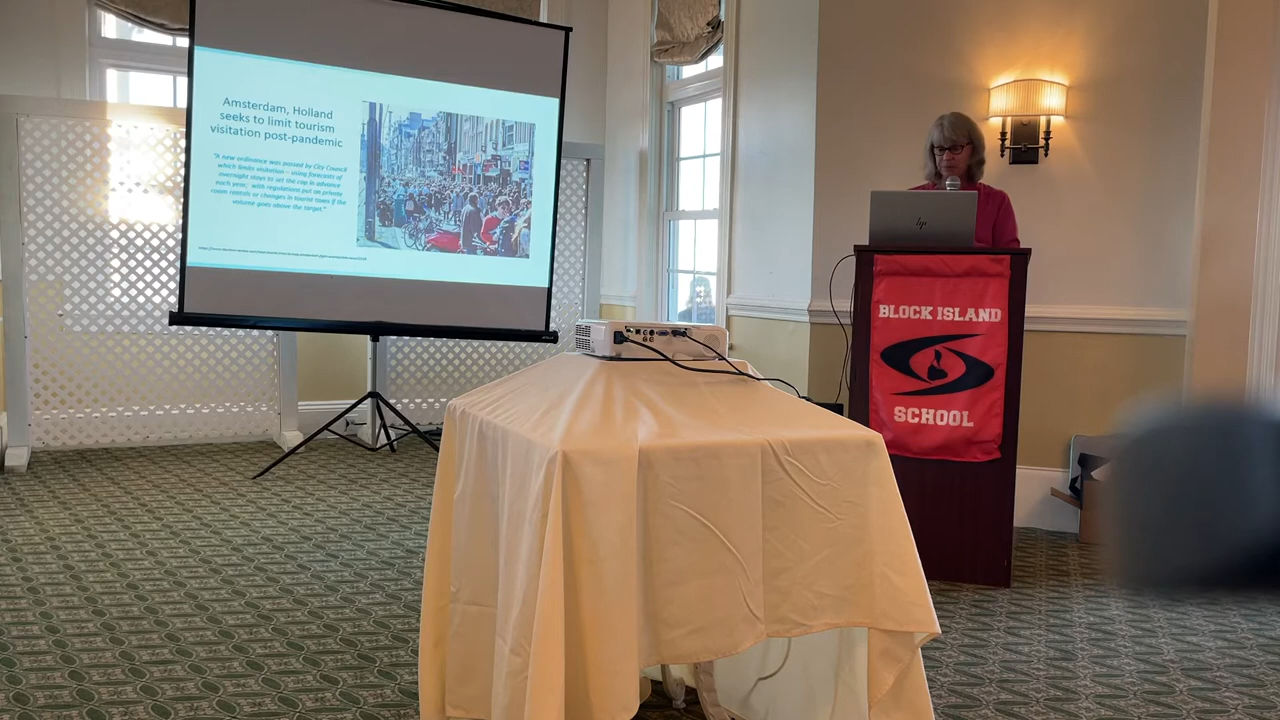 Amsterdam, Holland
seeks to limit tourism
visitation post-pandemic
"A new ordinance was passed by City Council
which limits visitation – using forecasts of
overnight stays to set the cap in advance
each year; with regulations put on private
room rentals or changes in tourist taxes if the
volume goes above the target."
hp
BLOCK ISLAND
SCHOOL